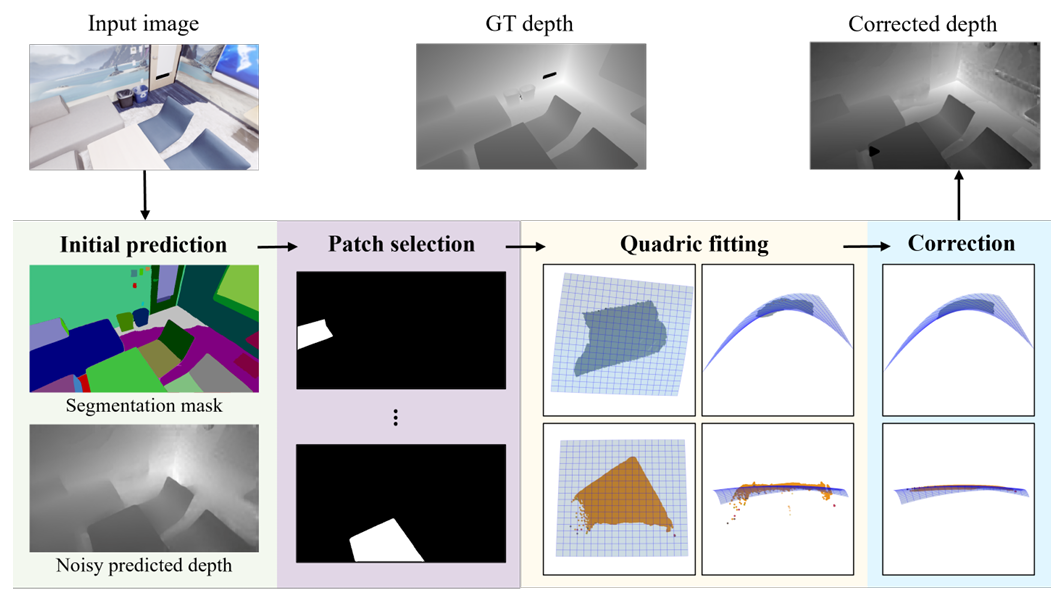 Input image
GT depth
Corrected depth
Initial prediction
Patch selection
Quadric fitting
Correction
Segmentation mask
Noisy predicted depth